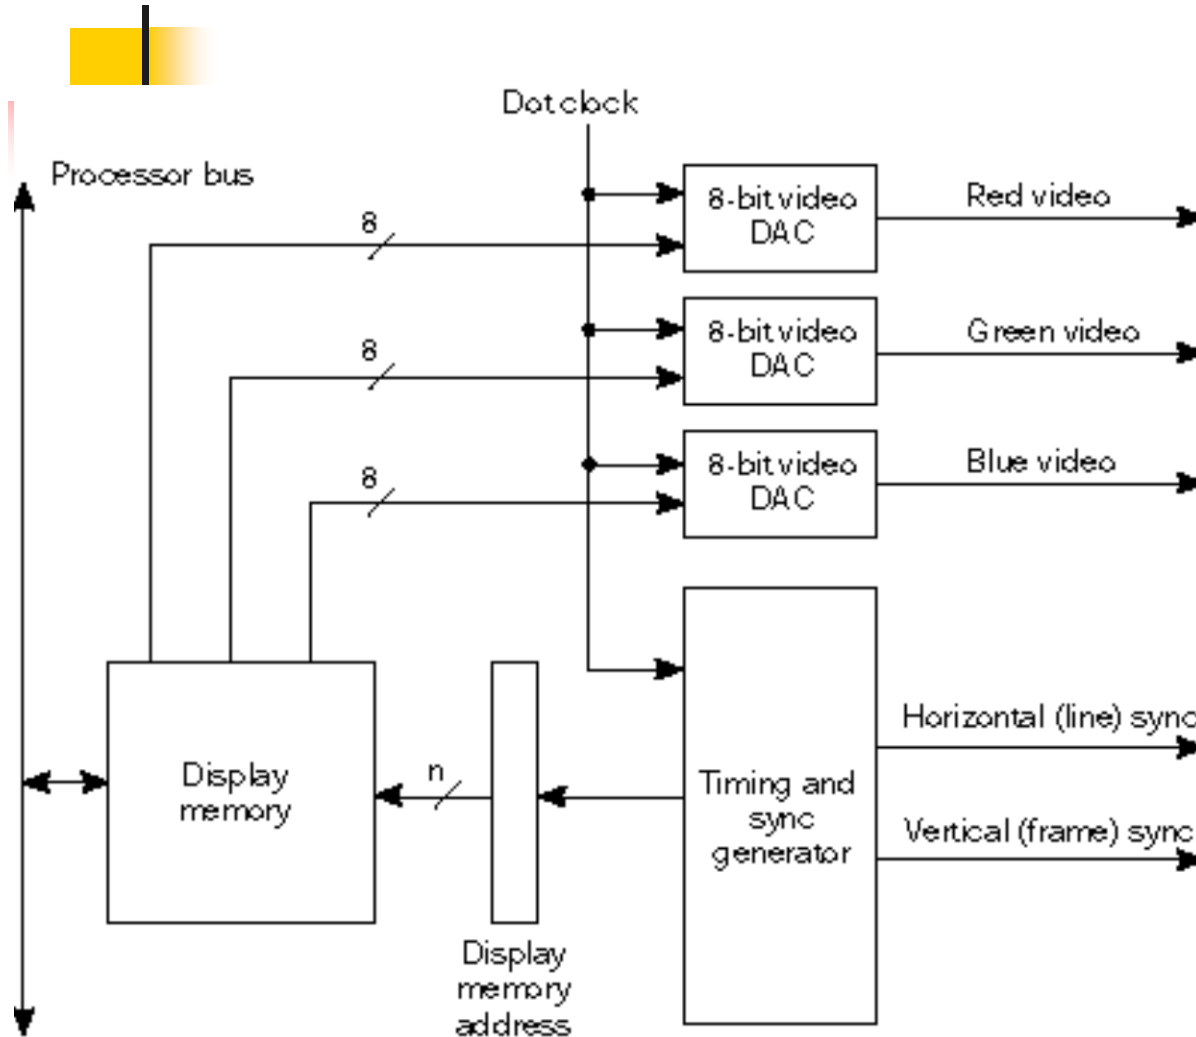 Dot clock
Processor bus
8-bit video
DAC
Red video
8
8-bit video
DAC
Green video
8
8-bit video
DAC
Blue video
8
Display
memory
n
Display
memory
address
Timing and
sync
generator
Horizontal (line) sync
Vertical (frame) sync